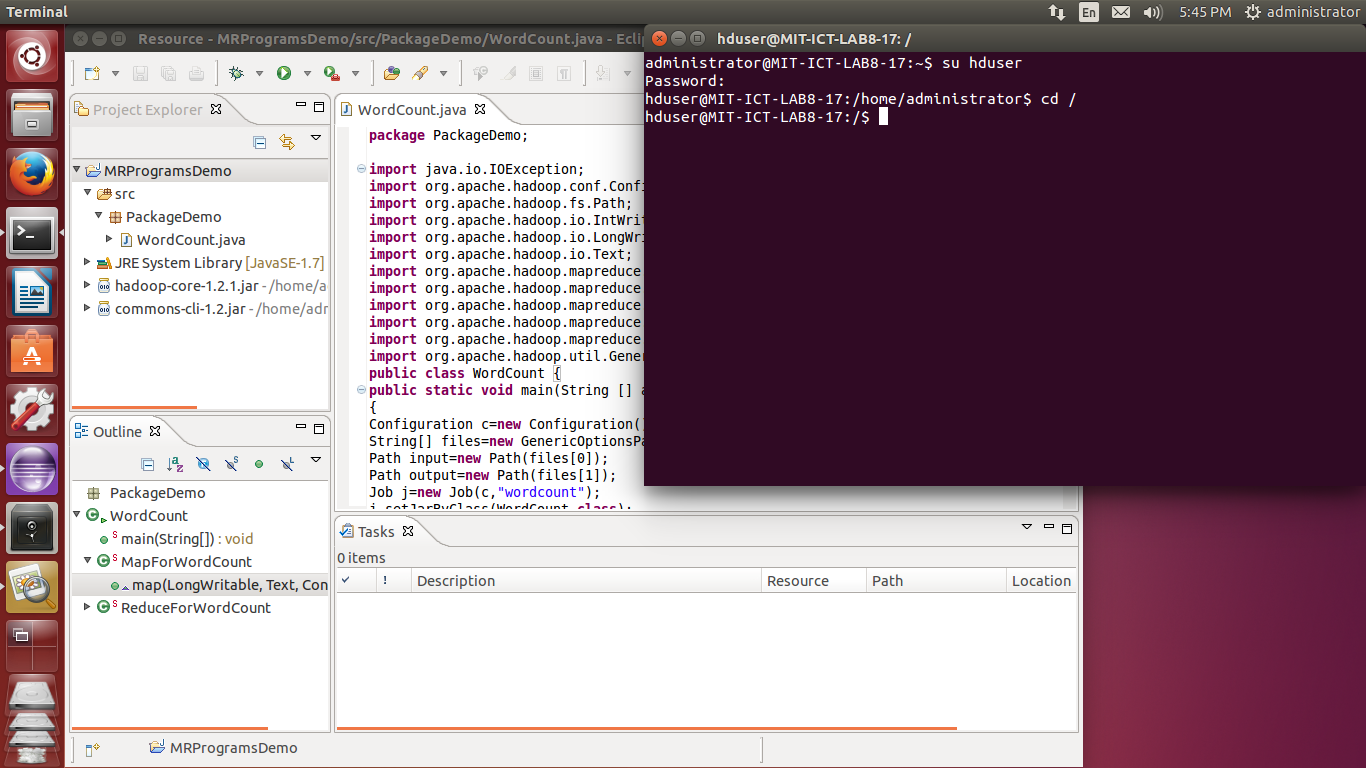 Terminal
En
5:45 PM
administrator
Resource - MRProgramsDemo/src/PackageDemo/WordCount.java - Eclip
Project Explorer
MRProgramsDemo
src
PackageDemo
WordCount.java
JRE System Library [JavaSE-1.7]
hadoop-core-1.2.1.jar - /home/a
commons-cli-1.2.jar - /home/adr
Outline
PackageDemo
WordCount
main(String[]) : void
MapForWordCount
map(LongWritable, Text, Con
ReduceForWordCount
WordCount.java
package PackageDemo;
import java.io.IOException;
import org.apache.hadoop.conf.Confi
import org.apache.hadoop.fs.Path;
import org.apache.hadoop.io.IntWrit
import org.apache.hadoop.io.LongWri
import org.apache.hadoop.io.Text;
import org.apache.hadoop.mapreduce
import org.apache.hadoop.mapreduce
import org.apache.hadoop.mapreduce
import org.apache.hadoop.mapreduce
import org.apache.hadoop.mapreduce
import org.apache.hadoop.util.Gener
public class WordCount {
public static void main(String [] a
{
Configuration c=new Configuration(
String[] files=new GenericOptionsPa
Path input=new Path(files[0]);
Path output=new Path(files[1]);
Job j=new Job(c,"wordcount");
j.setJarByClass(WordCount.class);
hduser@MIT-ICT-LAB8-17: /
administrator@MIT-ICT-LAB8-17:~$ su hduser
Password:
hduser@MIT-ICT-LAB8-17:/home/administrator$ cd /
hduser@MIT-ICT-LAB8-17:/$
Tasks
0 items
! Description Resource Path Location
MRProgramsDemo